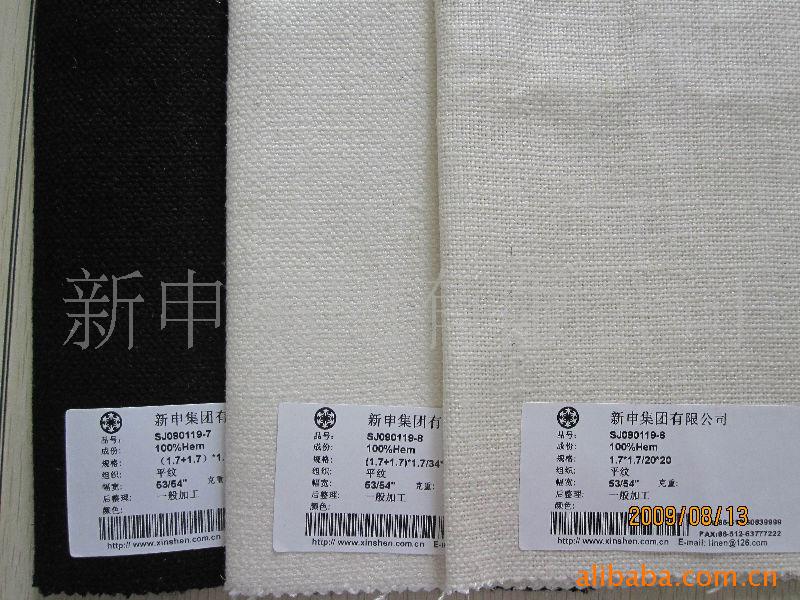 新申
新申集团有
品号: SJ090119-7
成份: 100%Hem
规格: (1.7+1.7)*1.
组织: 平纹
幅宽: 53/54" 克重
后整理: 一般加工
颜色:
http://www.xinshen.com
新申集团有
品号: SJ090119-8
成份: 100%Hem
规格: (1.7+1.7)*1.7/34*
组织: 平纹
幅宽: 53/54" 克重:
后整理: 一般加工
颜色:
http://www.xinshen.com
新申集团有限公司
品号: SJ090119-6
成份: 100%Hem
规格: 1.7*1.7/20*20
组织: 平纹
幅宽: 53/54" 克重:
后整理: 一般加工
颜色:
FAX:86-512-63777222
http://www.xinshen.com E-mail: linen@126.com
2009/08/13
alibaba.com.cn